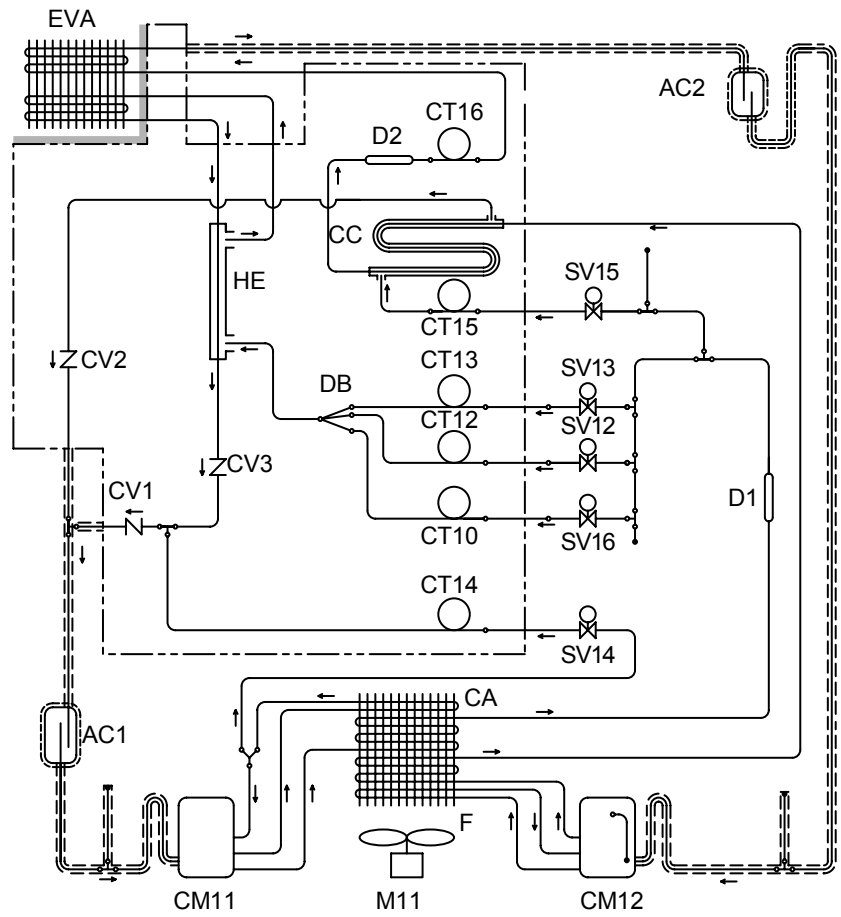 EVA
AC2
CT16
D2
CC
HE
SV15
CT15
CV2
CT13
SV13
DB
CT12
SV12
CV3
D1
CV1
CT10
SV16
CT14
SV14
CA
AC1
F
CM11
M11
CM12